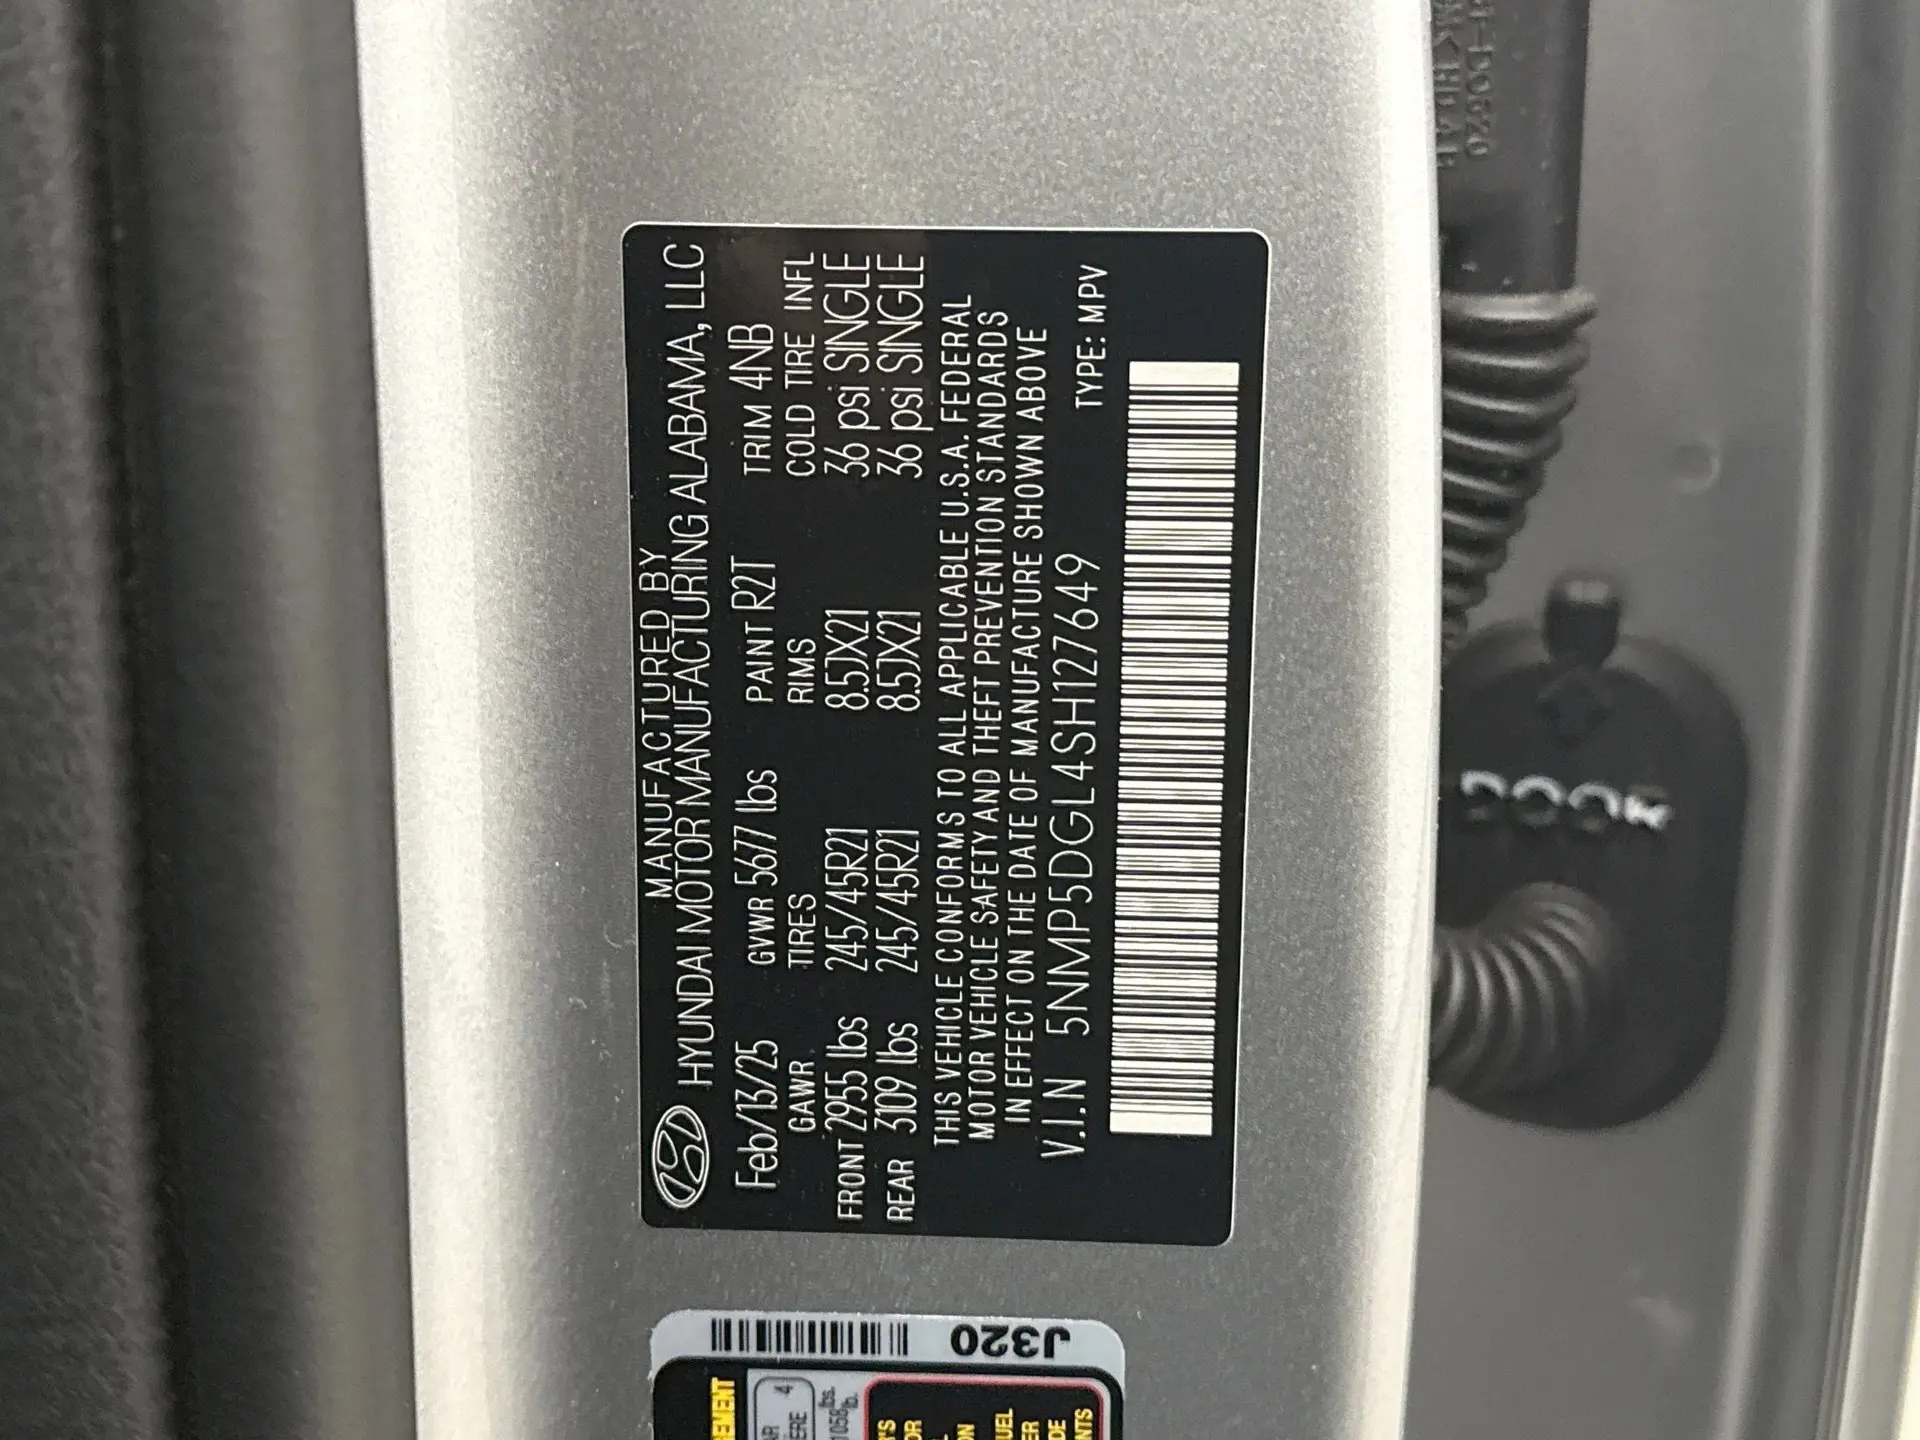 MANUFACTURED BY
HYUNDAI MOTOR MANUFACTURING ALABAMA, LLC
Feb/13/25 GVWR 5677 lbs PAINT R2T TRIM 4NB
GAWR TIRES RIMS COLD TIRE INFL
FRONT 2955 lbs 245/45R21 8.5JX21 36 psi SINGLE
REAR 3109 lbs 245/45R21 8.5JX21 36 psi SINGLE
THIS VEHICLE CONFORMS TO ALL APPLICABLE U.S.A. FEDERAL
MOTOR VEHICLE SAFETY AND THEFT PREVENTION STANDARDS
IN EFFECT ON THE DATE OF MANUFACTURE SHOWN ABOVE
V.I.N 5NMP5DGL4SH127649 TYPE: MPV
J320
4
DOOR